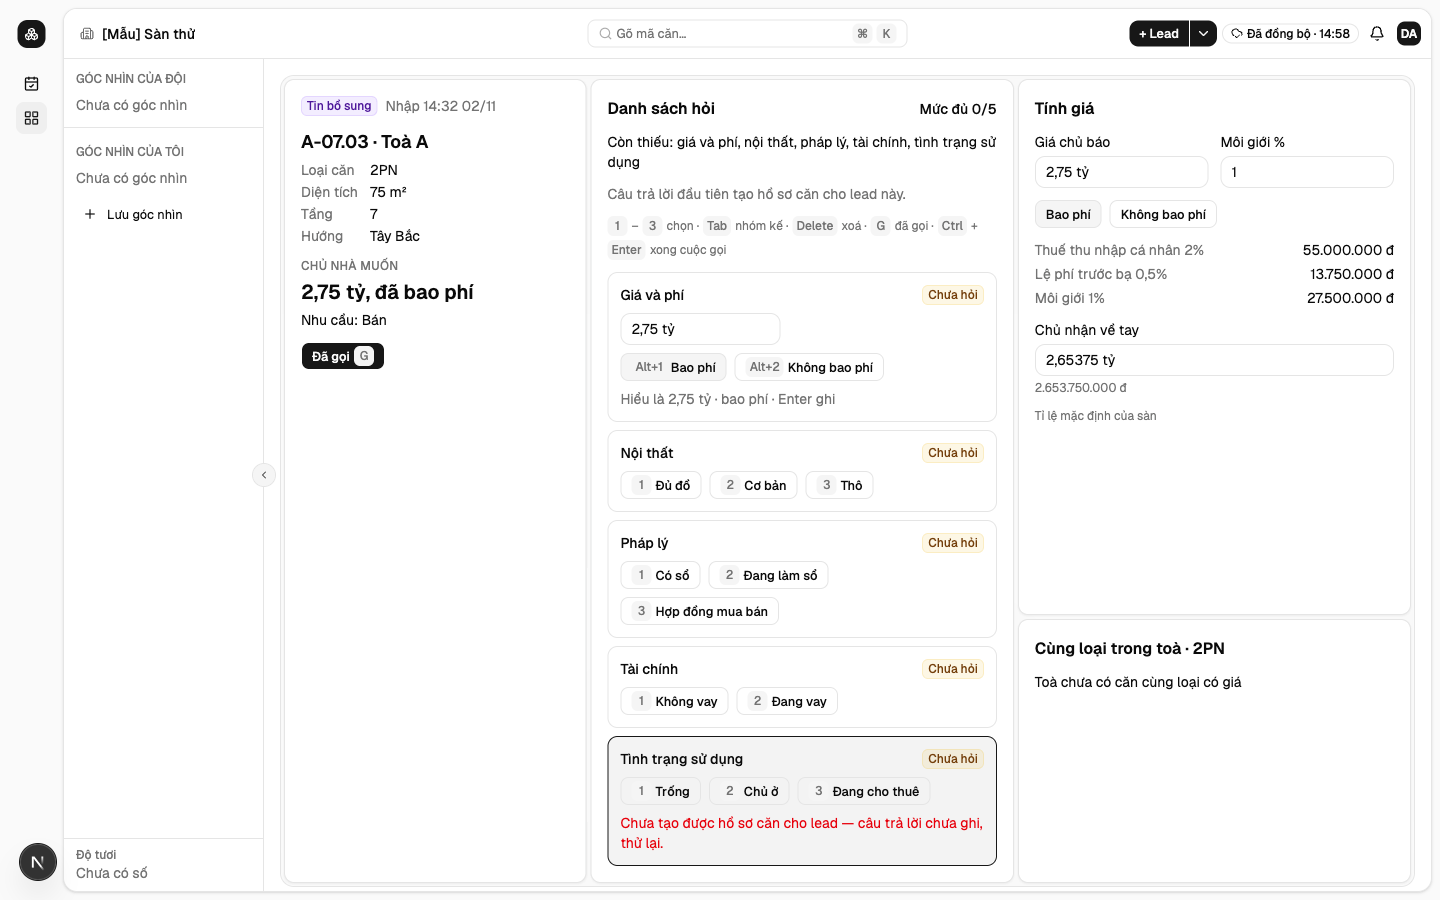 [Mẫu] Sàn thử
Gõ mã căn...
⌘ K
+ Lead
Đã đồng bộ · 14:58
DA
GÓC NHÌN CỦA ĐỘI
Chưa có góc nhìn
GÓC NHÌN CỦA TÔI
Chưa có góc nhìn
+ Lưu góc nhìn
Độ tươi
Chưa có số
N
Tin bổ sung Nhập 14:32 02/11
A-07.03 · Toà A
Loại căn 2PN
Diện tích 75 m²
Tầng 7
Hướng Tây Bắc
CHỦ NHÀ MUỐN
2,75 tỷ, đã bao phí
Nhu cầu: Bán
Đã gọi G
Danh sách hỏi Mức đủ 0/5
Còn thiếu: giá và phí, nội thất, pháp lý, tài chính, tình trạng sử
dụng
Câu trả lời đầu tiên tạo hồ sơ căn cho lead này.
1 – 3 chọn · Tab nhóm kế · Delete xoá · G đã gọi · Ctrl +
Enter xong cuộc gọi
Giá và phí Chưa hỏi
2,75 tỷ
Alt+1 Bao phí Alt+2 Không bao phí
Hiểu là 2,75 tỷ · bao phí · Enter ghi
Nội thất Chưa hỏi
1 Đủ đồ 2 Cơ bản 3 Thô
Pháp lý Chưa hỏi
1 Có sổ 2 Đang làm sổ
3 Hợp đồng mua bán
Tài chính Chưa hỏi
1 Không vay 2 Đang vay
Tình trạng sử dụng Chưa hỏi
1 Trống 2 Chủ ở 3 Đang cho thuê
Chưa tạo được hồ sơ căn cho lead — câu trả lời chưa ghi,
thử lại.
Tính giá
Giá chủ báo Môi giới %
2,75 tỷ 1
Bao phí Không bao phí
Thuế thu nhập cá nhân 2% 55.000.000 đ
Lệ phí trước bạ 0,5% 13.750.000 đ
Môi giới 1% 27.500.000 đ
Chủ nhận về tay
2,65375 tỷ
2.653.750.000 đ
Tỉ lệ mặc định của sàn
Cùng loại trong toà · 2PN
Toà chưa có căn cùng loại có giá